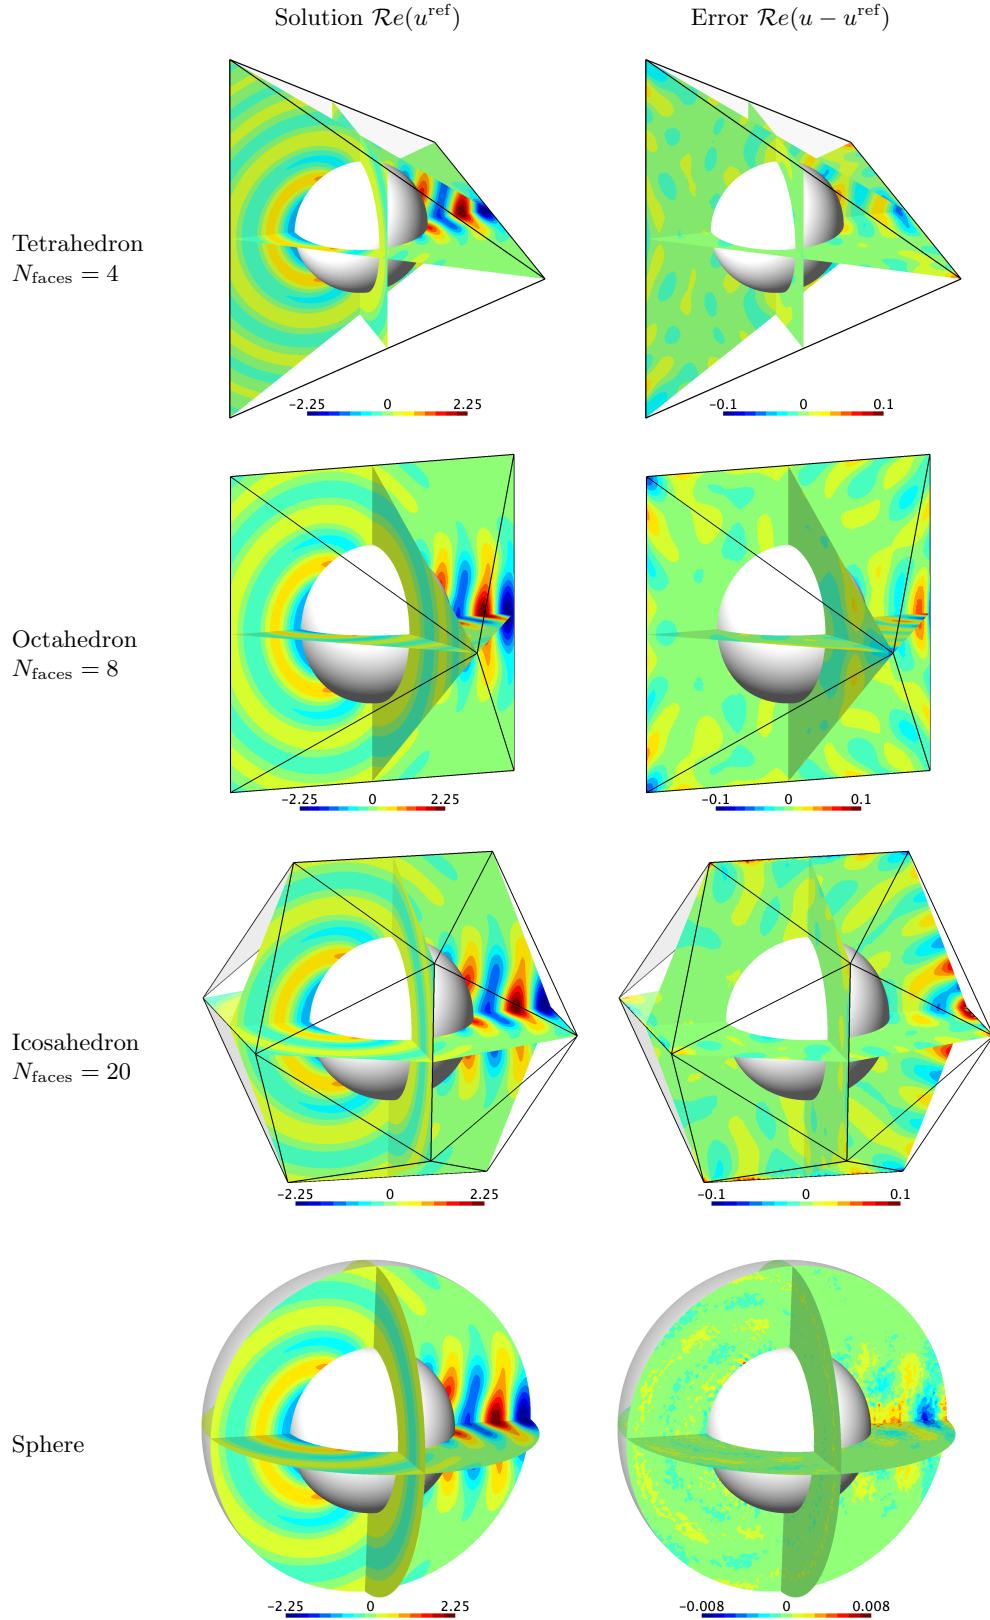 Solution Re(u^ref) Error Re(u − u^ref)
Tetrahedron
N_faces = 4
−2.25 0 2.25 −0.1 0 0.1
Octahedron
N_faces = 8
−2.25 0 2.25 −0.1 0 0.1
Icosahedron
N_faces = 20
−2.25 0 2.25 −0.1 0 0.1
Sphere
−2.25 0 2.25 −0.008 0 0.008